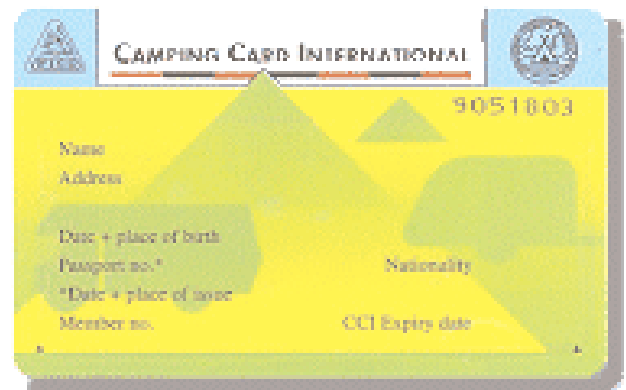 CAMPING CARD INTERNATIONAL
9051803
Name
Address
Date + place of birth
Passport no.* Nationality
*Date + place of issue
Member no. CCI Expiry date